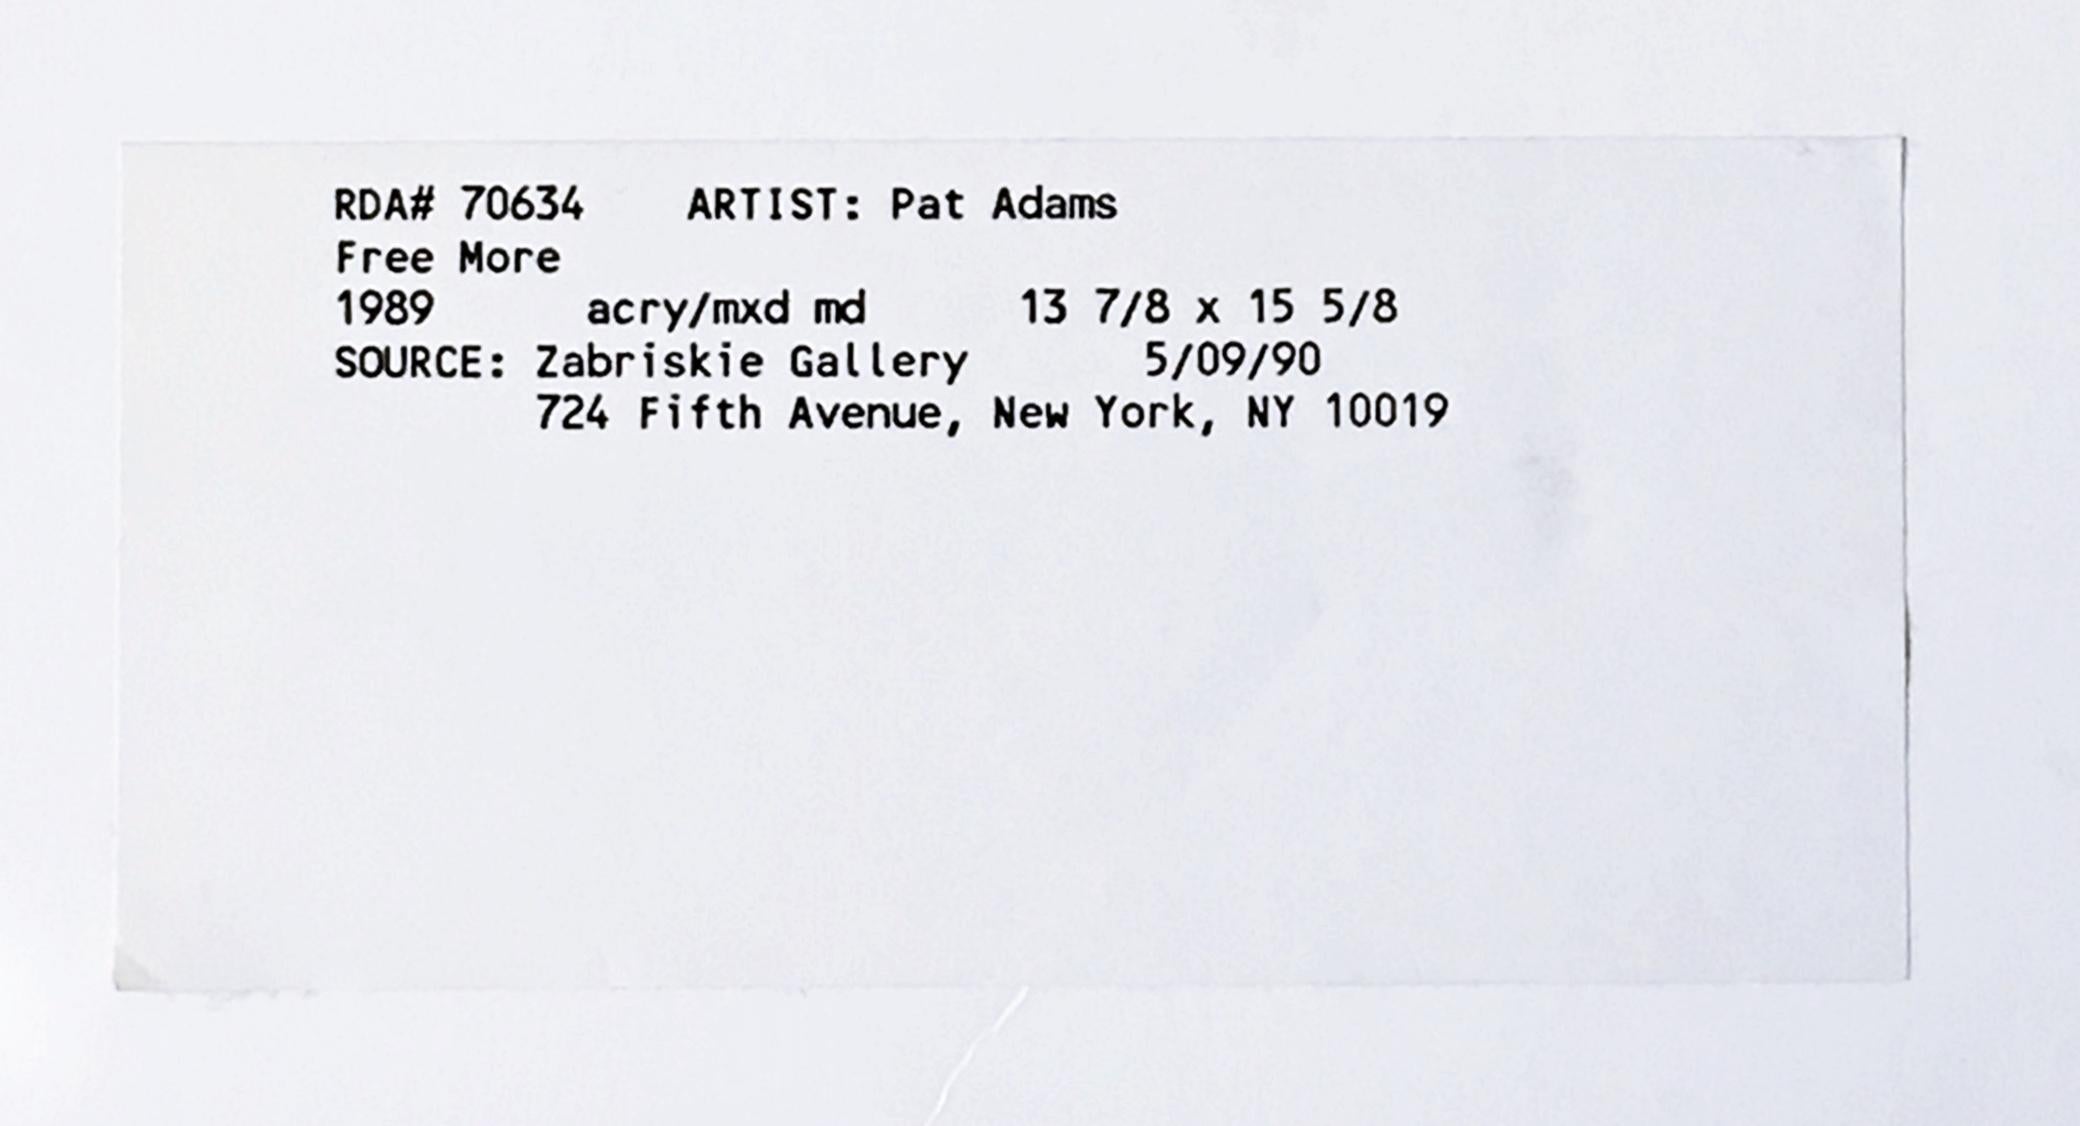 RDA# 70634 ARTIST: Pat Adams
Free More
1989 acry/mxd md 13 7/8 x 15 5/8
SOURCE: Zabriskie Gallery 5/09/90
724 Fifth Avenue, New York, NY 10019